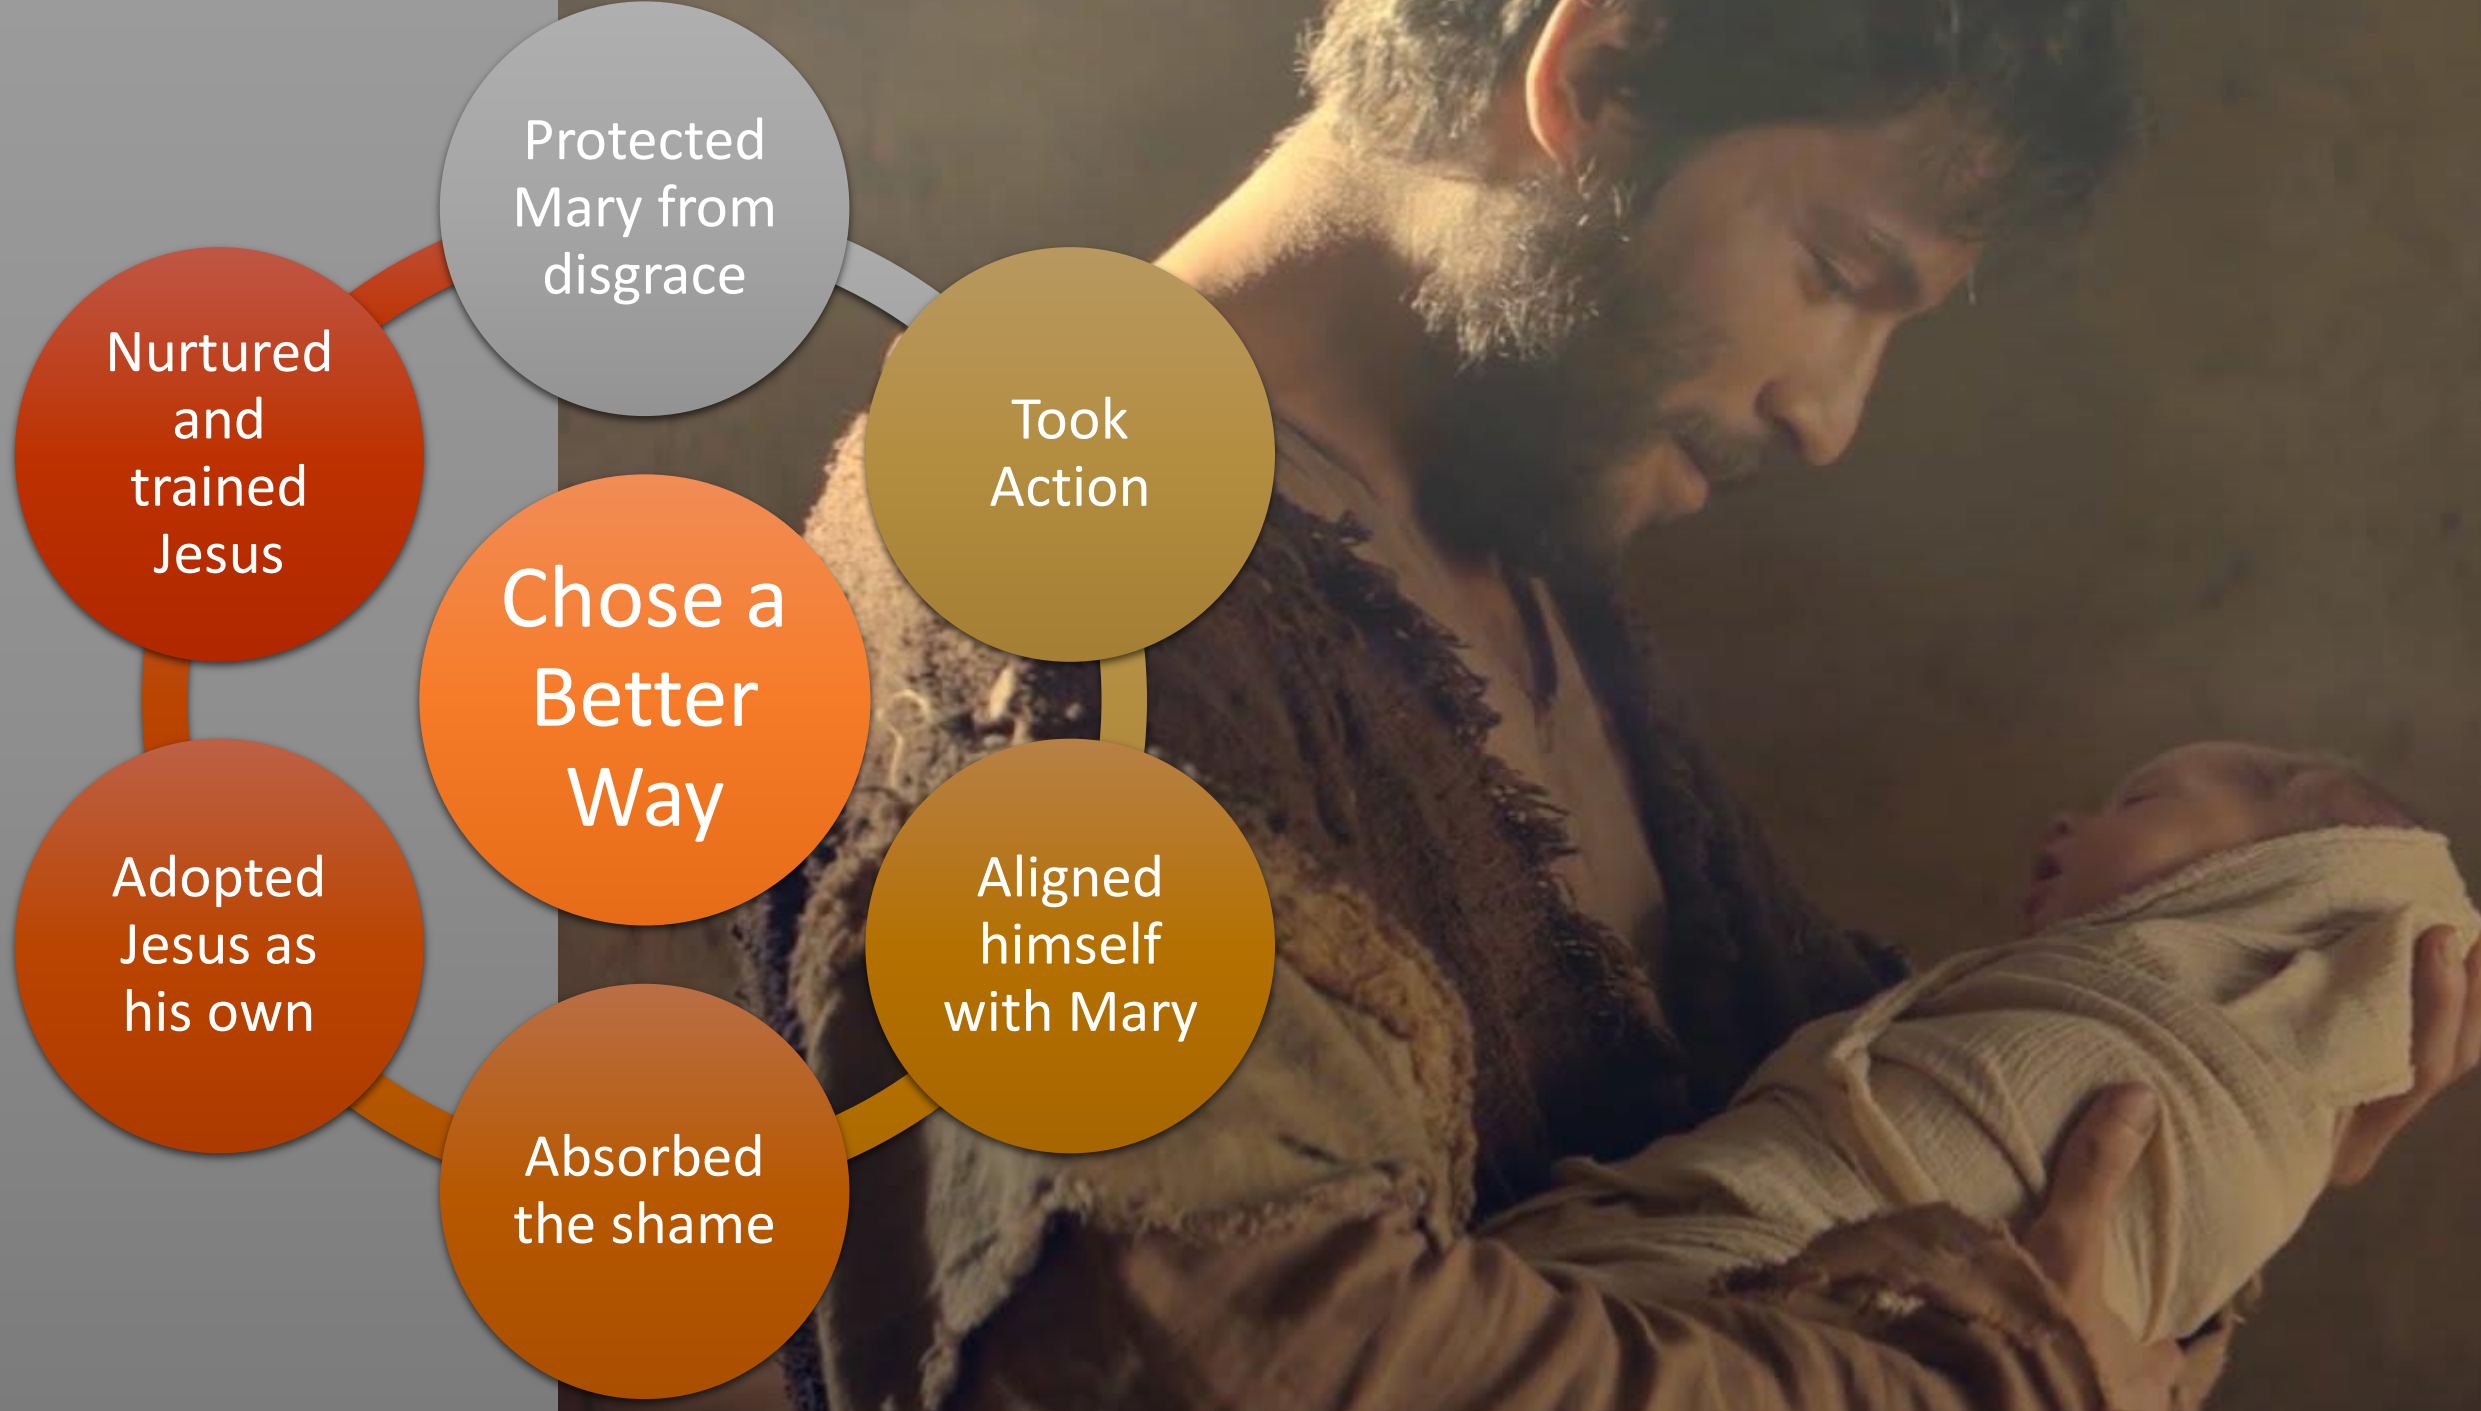 Protected
Mary from
disgrace
Took
Action
Aligned
himself
with Mary
Absorbed
the shame
Adopted
Jesus as
his own
Nurtured
and
trained
Jesus
Chose a
Better
Way